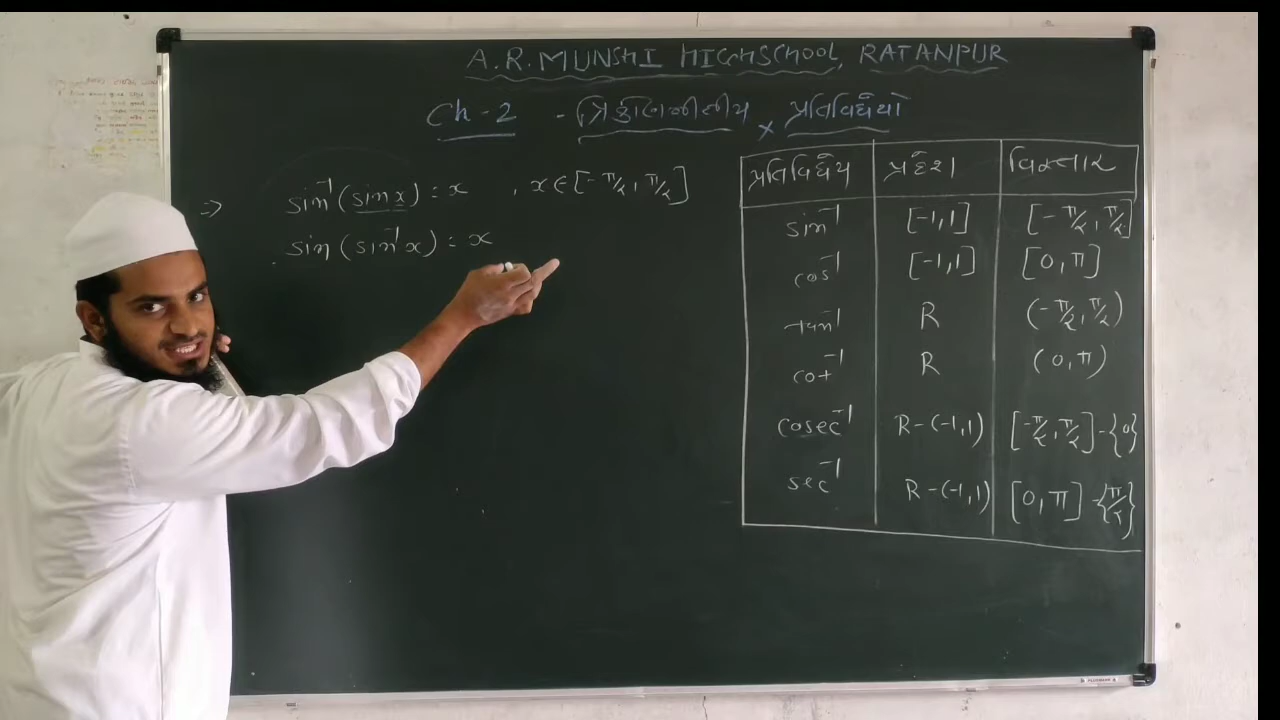 A.R. MUNSHI HIGHSCHOOL, RATANPUR
Ch-2 - ત્રિકોણમીતીય પ્રતિવિધેયો
⇒ sin⁻¹(sin x) = x , x ∈ [-π/2, π/2]
sin(sin⁻¹ x) = x
પ્રતિવિધેય પ્રદેશ વિસ્તાર
sin⁻¹ [-1,1] [-π/2, π/2]
cos⁻¹ [-1,1] [0, π]
tan⁻¹ R (-π/2, π/2)
cot⁻¹ R (0, π)
cosec⁻¹ R-(-1,1) [-π/2, π/2]-{0}
sec⁻¹ R-(-1,1) [0, π]-{π/2}